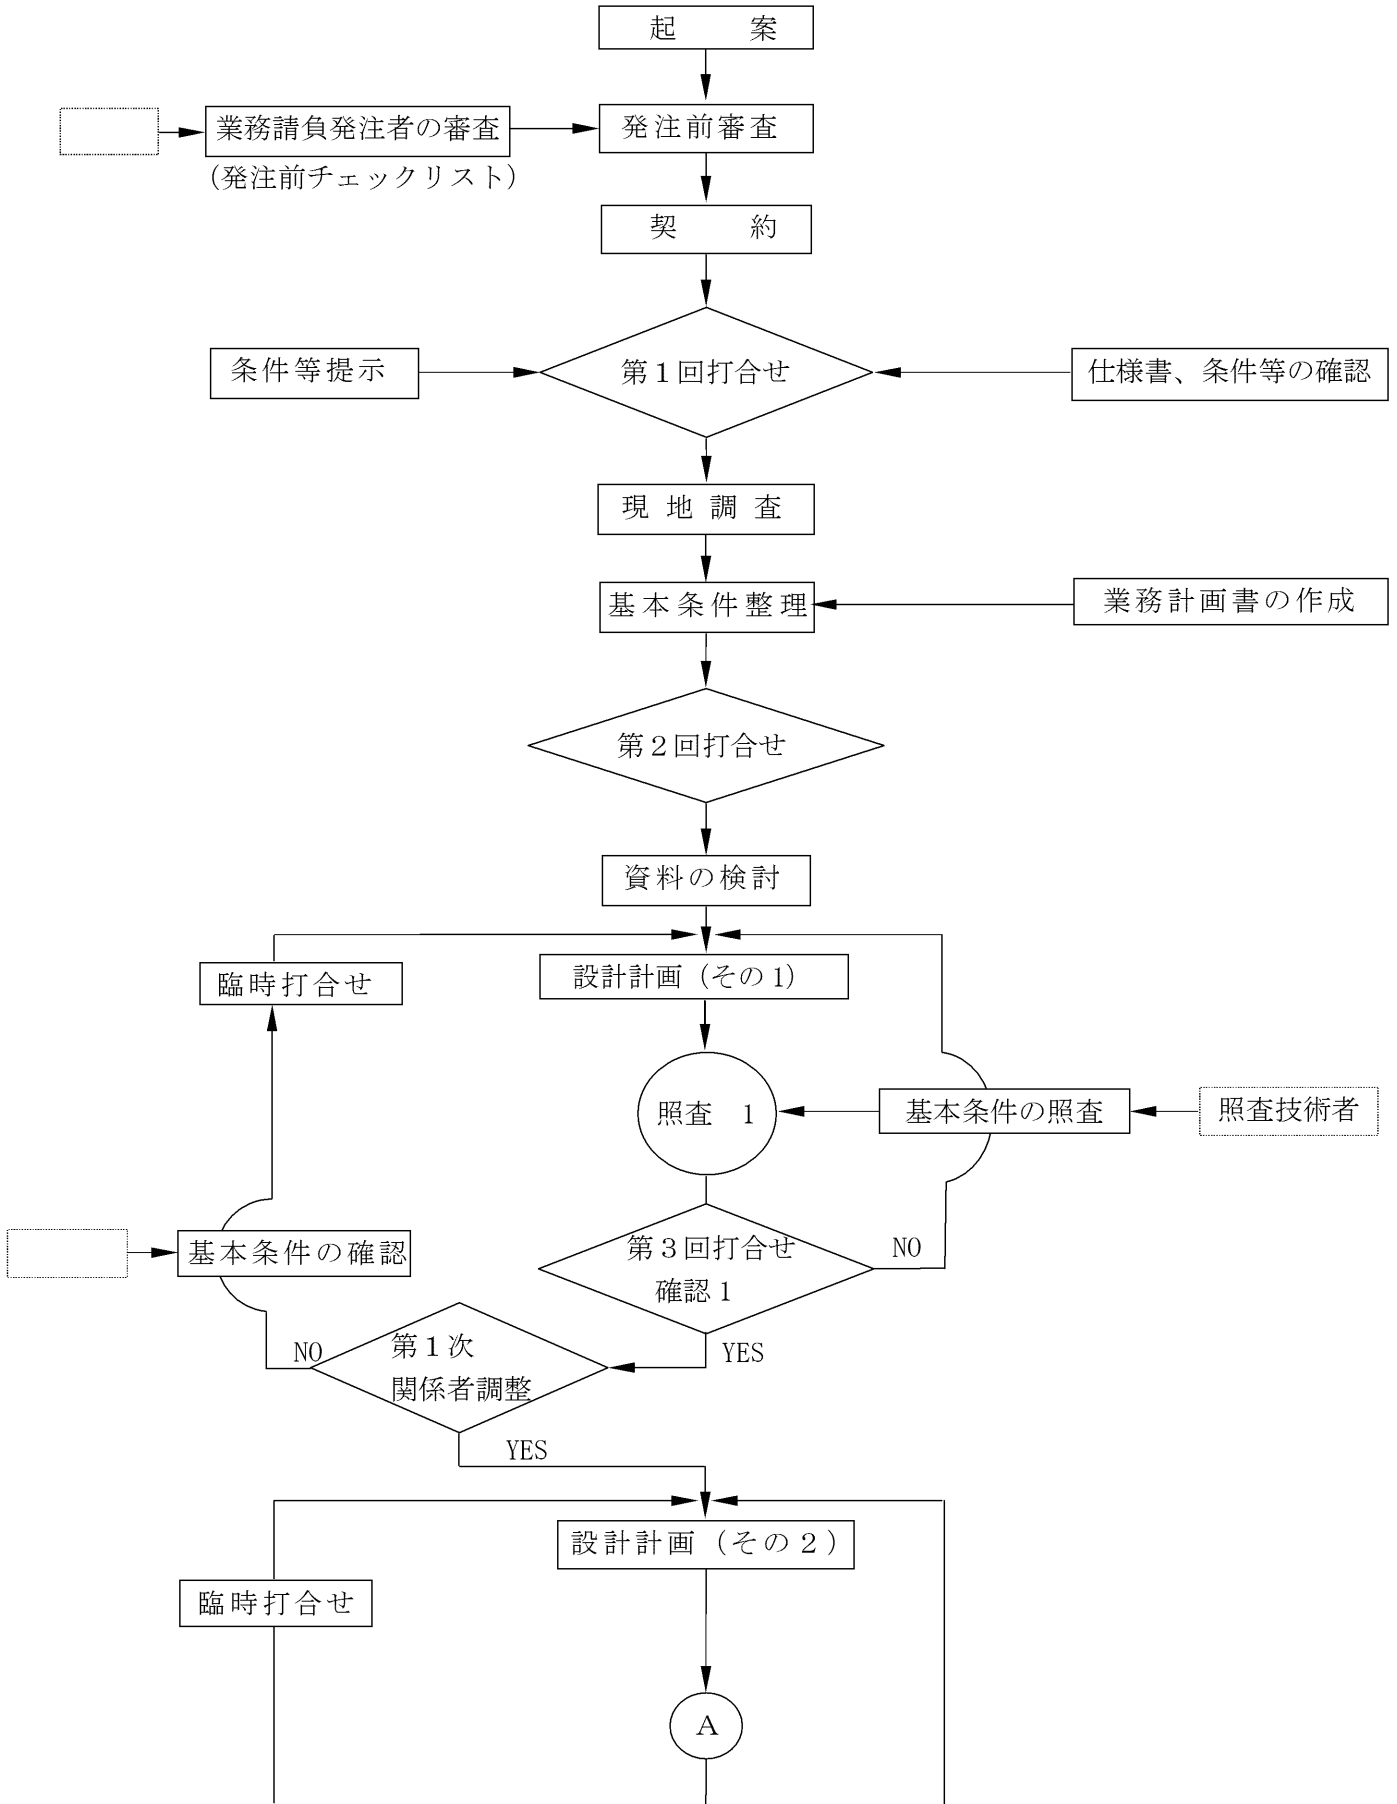 起　　案
業務請負発注者の審査
発注前審査
（発注前チェックリスト）
契　　約
条件等提示
第１回打合せ
仕様書、条件等の確認
現地調査
基本条件整理
業務計画書の作成
第２回打合せ
資料の検討
臨時打合せ
設計計画（その１）
照査　１
基本条件の照査
照査技術者
基本条件の確認
第３回打合せ
確認１
NO
YES
NO
第１次
関係者調整
YES
設計計画（その２）
臨時打合せ
A